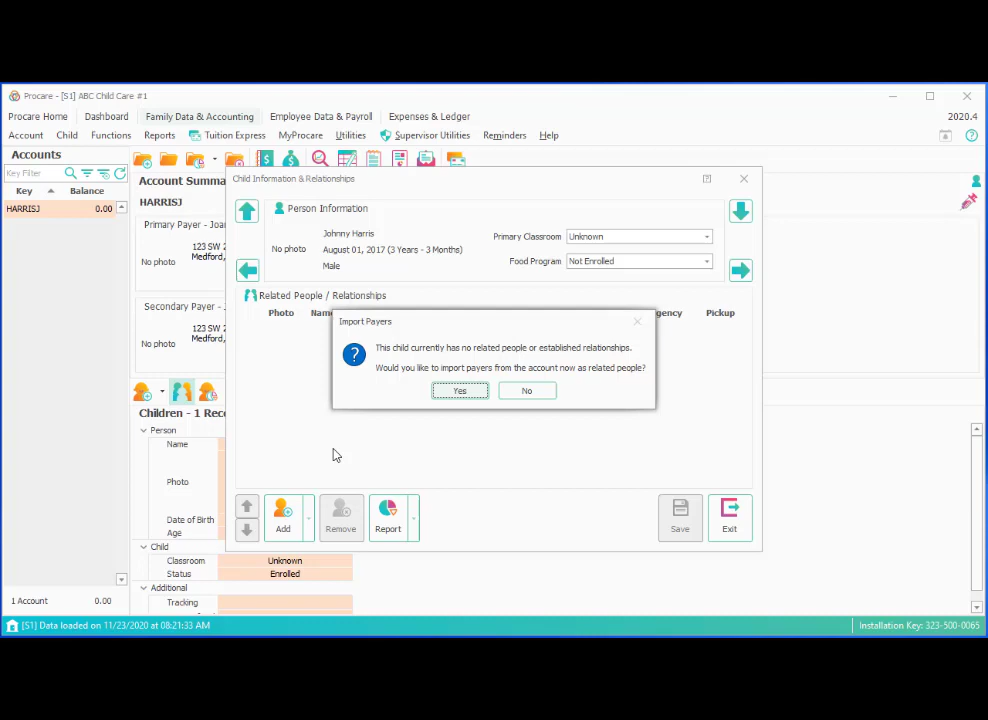 Procare - [S1] ABC Child Care #1
Procare Home Dashboard Family Data & Accounting Employee Data & Payroll Expenses & Ledger 2020.4
Account Child Functions Reports Tuition Express MyProcare Utilities Supervisor Utilities Reminders Help
Accounts
Key Filter
Key Balance
HARRISJ 0.00
1 Account 0.00
Account Summa
HARRISJ
Primary Payer - Joa
No photo
123 SW 2
Medford,
Secondary Payer - J
No photo
123 SW 2
Medford,
Children - 1 Reco
Person
Name
Photo
Date of Birth
Age
Child
Classroom Unknown
Status Enrolled
Additional
Tracking
Child Information & Relationships
Person Information
No photo
Johnny Harris
August 01, 2017 (3 Years - 3 Months)
Male
Primary Classroom Unknown
Food Program Not Enrolled
Related People / Relationships
Photo Name gency Pickup
Import Payers
This child currently has no related people or established relationships.
Would you like to import payers from the account now as related people?
Yes No
Add Remove Report Save Exit
[S1] Data loaded on 11/23/2020 at 08:21:33 AM Installation Key: 323-500-0065